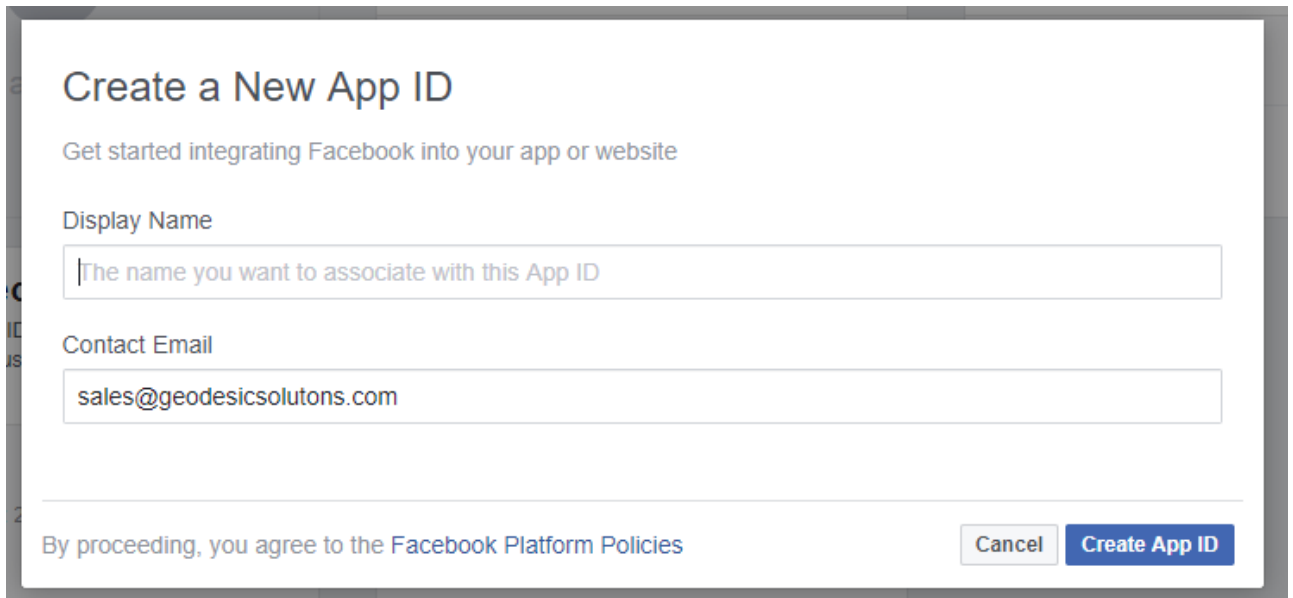 Create a New App ID
Get started integrating Facebook into your app or website
Display Name
The name you want to associate with this App ID
Contact Email
sales@geodesicsolutons.com
By proceeding, you agree to the Facebook Platform Policies
Cancel
Create App ID